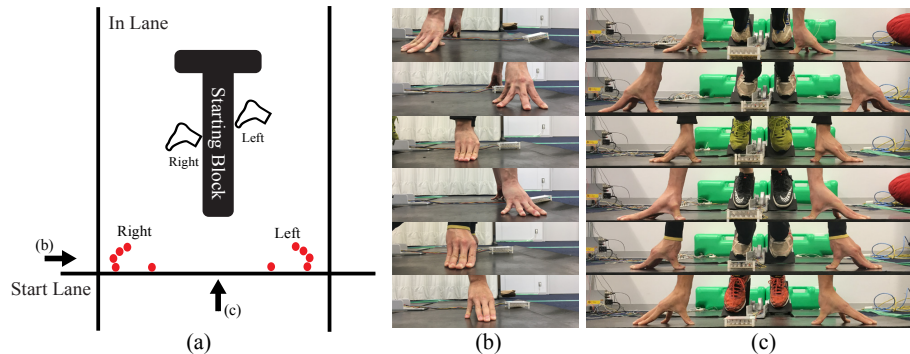 In Lane
Starting Block
Right
Left
Right
Left
(b)
Start Lane
(c)
(a)
(b)
(c)